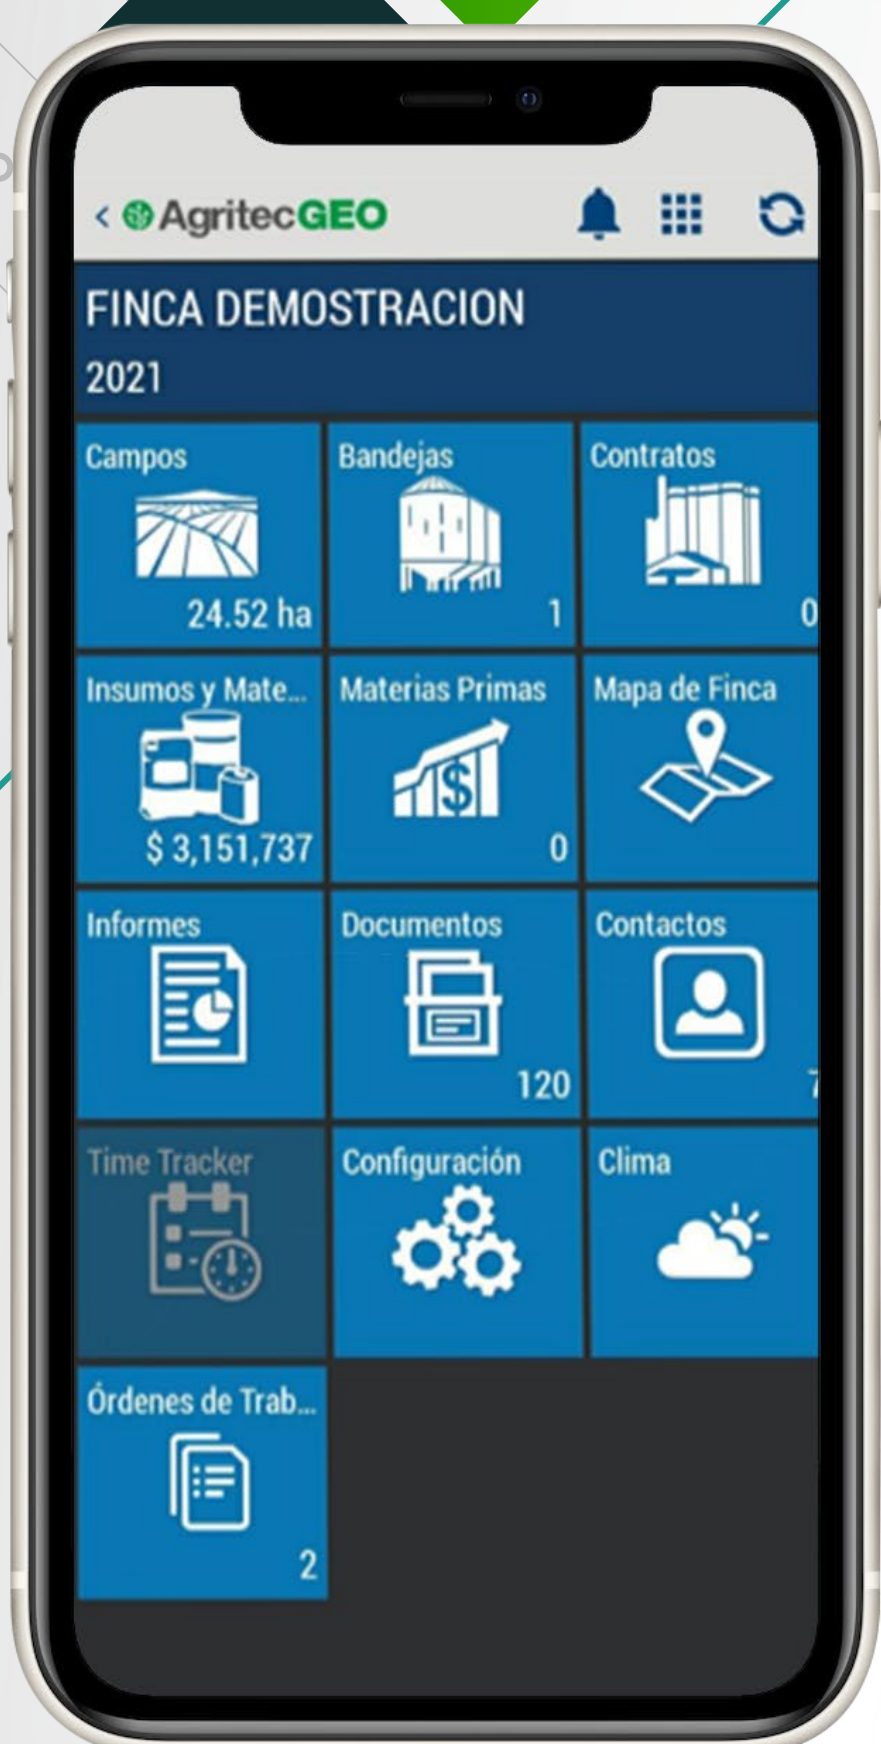 AgritecGEO
FINCA DEMOSTRACION
2021
Campos
24.52 ha
Bandejas
1
Contratos
0
Insumos y Mate...
$ 3,151,737
Materias Primas
0
Mapa de Finca
Informes
Documentos
120
Contactos
7
Time Tracker
Configuración
Clima
Órdenes de Trab...
2